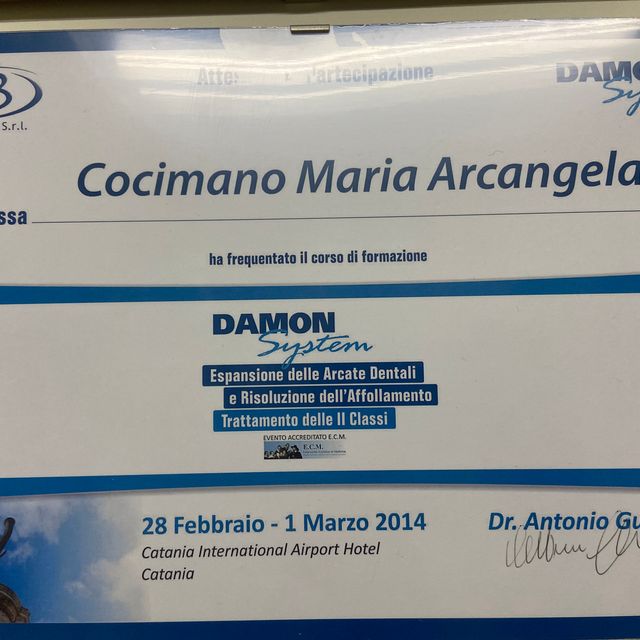 DAMON
System
S.r.l.
Cocimano Maria Arcangela
ssa
ha frequentato il corso di formazione
DAMON
System
Espansione delle Arcate Dentali
e Risoluzione dell'Affollamento
Trattamento delle II Classi
EVENTO ACCREDITATO E.C.M.
E.C.M.
28 Febbraio - 1 Marzo 2014
Dr. Antonio
Catania International Airport Hotel
Catania